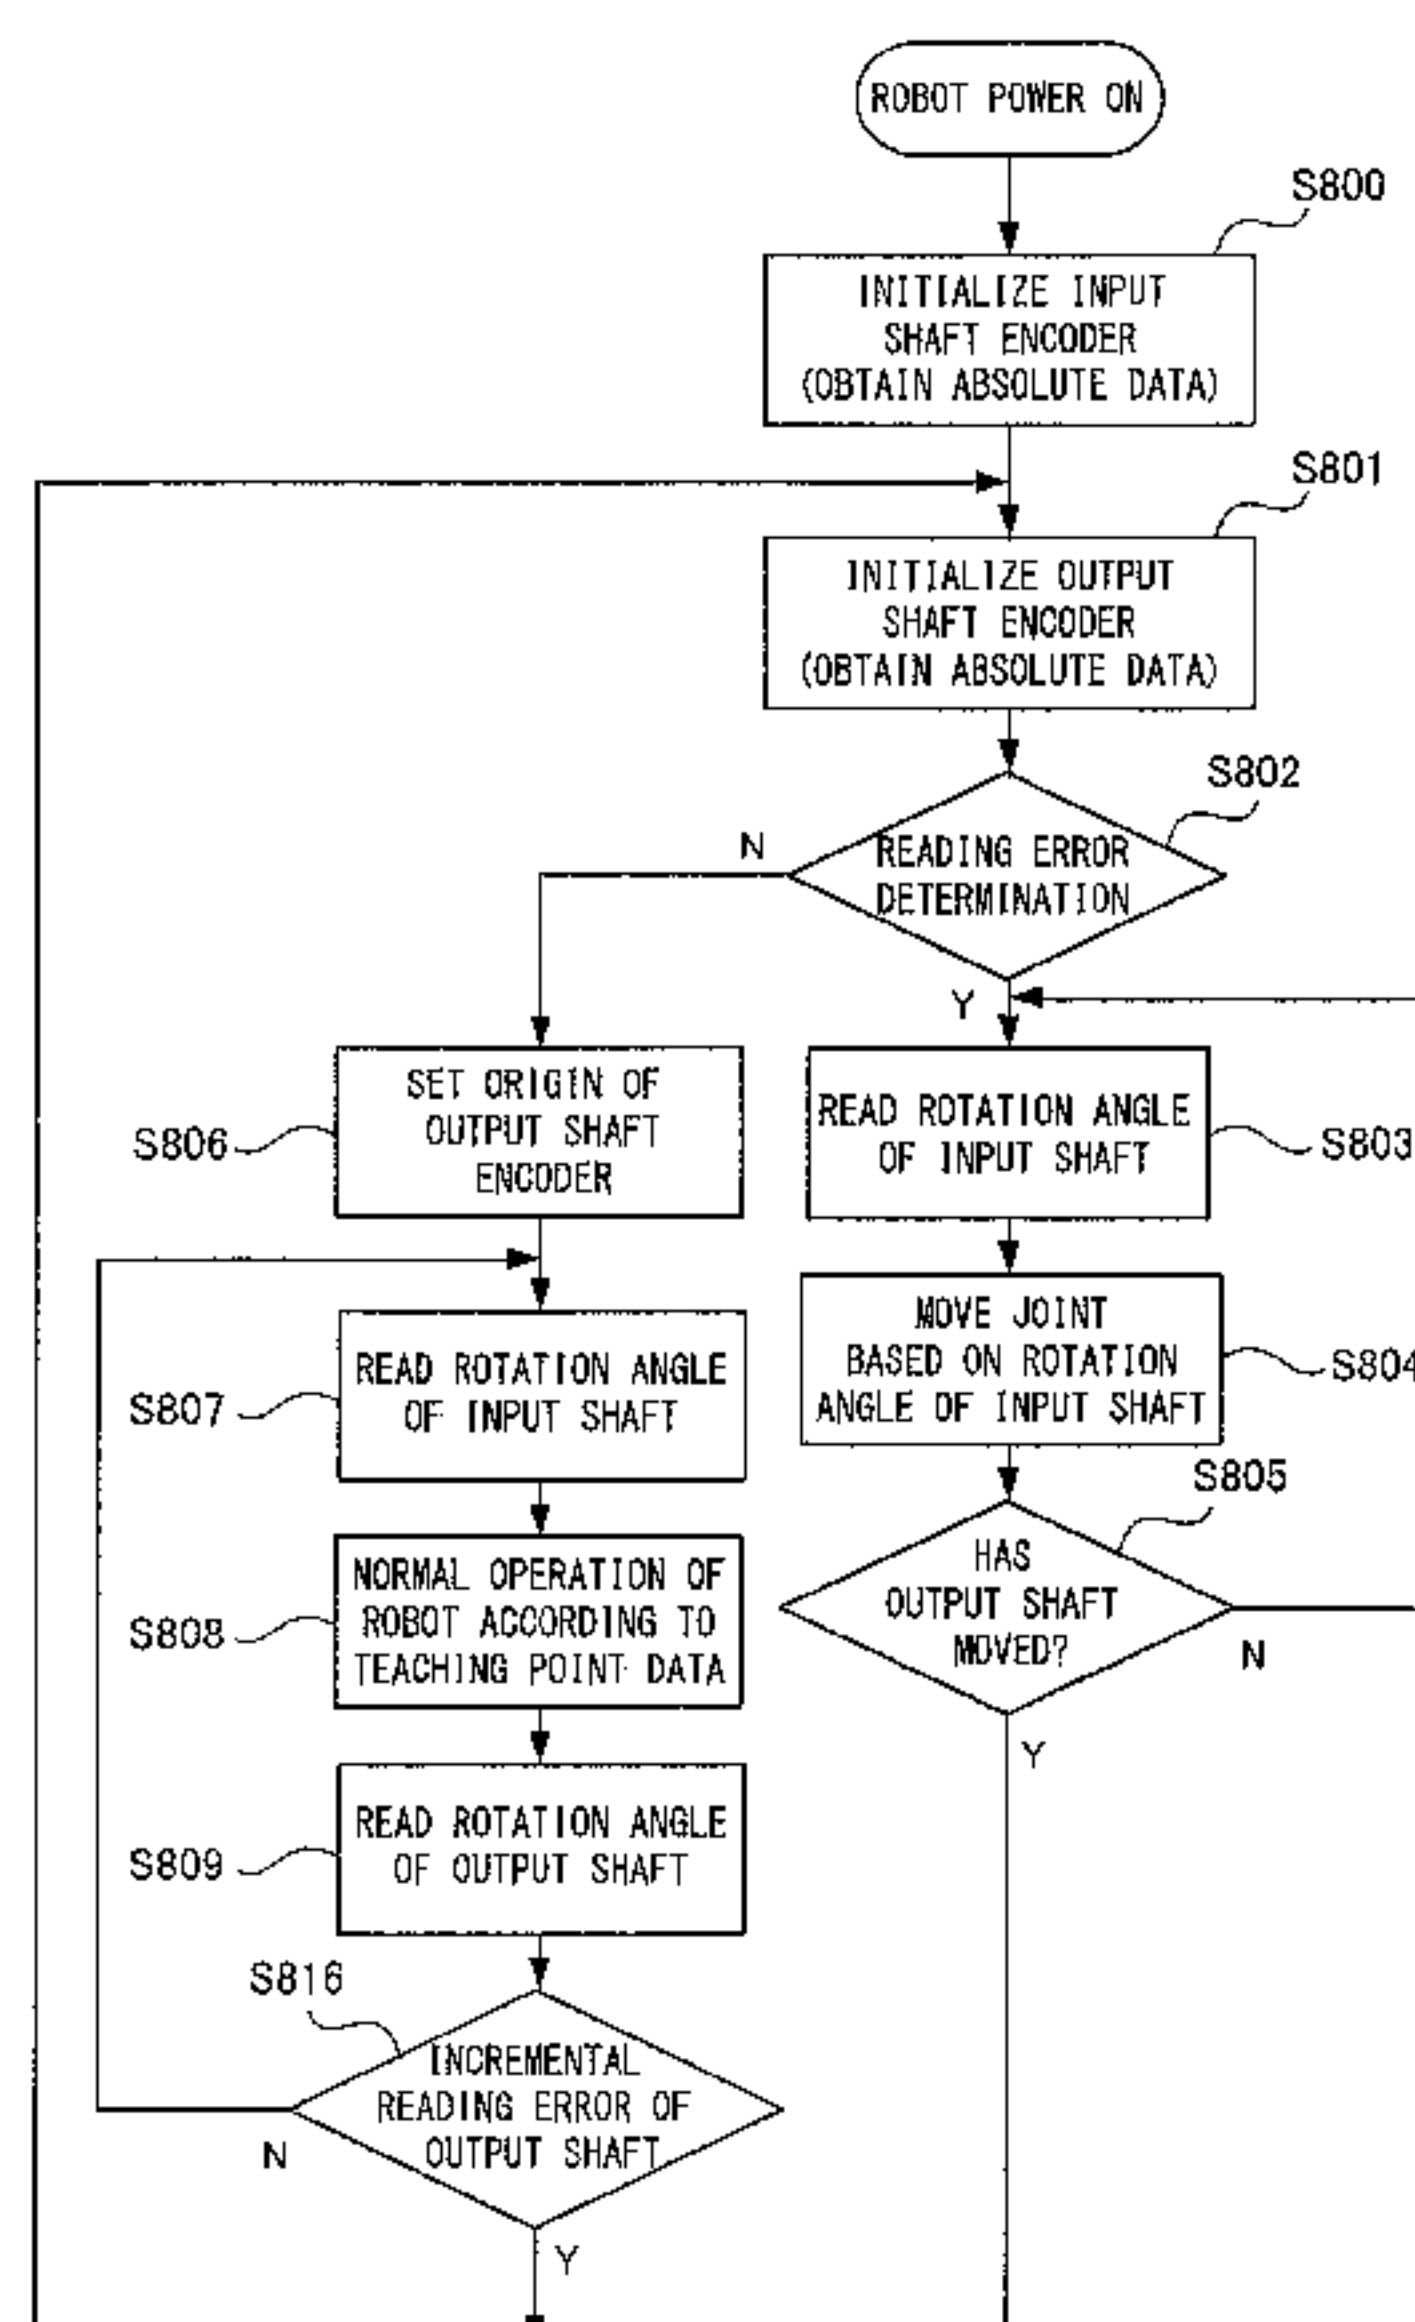 ROBOT POWER ON
S800
INITIALIZE INPUT
SHAFT ENCODER
(OBTAIN ABSOLUTE DATA)
S801
INITIALIZE OUTPUT
SHAFT ENCODER
(OBTAIN ABSOLUTE DATA)
S802
N
READING ERROR
DETERMINATION
Y
SET ORIGIN OF
OUTPUT SHAFT
ENCODER
S806
READ ROTATION ANGLE
OF INPUT SHAFT
S803
READ ROTATION ANGLE
OF INPUT SHAFT
S807
MOVE JOINT
BASED ON ROTATION
ANGLE OF INPUT SHAFT
S804
S805
HAS
OUTPUT SHAFT
MOVED?
N
Y
NORMAL OPERATION OF
ROBOT ACCORDING TO
TEACHING POINT DATA
S808
READ ROTATION ANGLE
OF OUTPUT SHAFT
S809
S816
INCREMENTAL
READING ERROR OF
OUTPUT SHAFT
N
Y